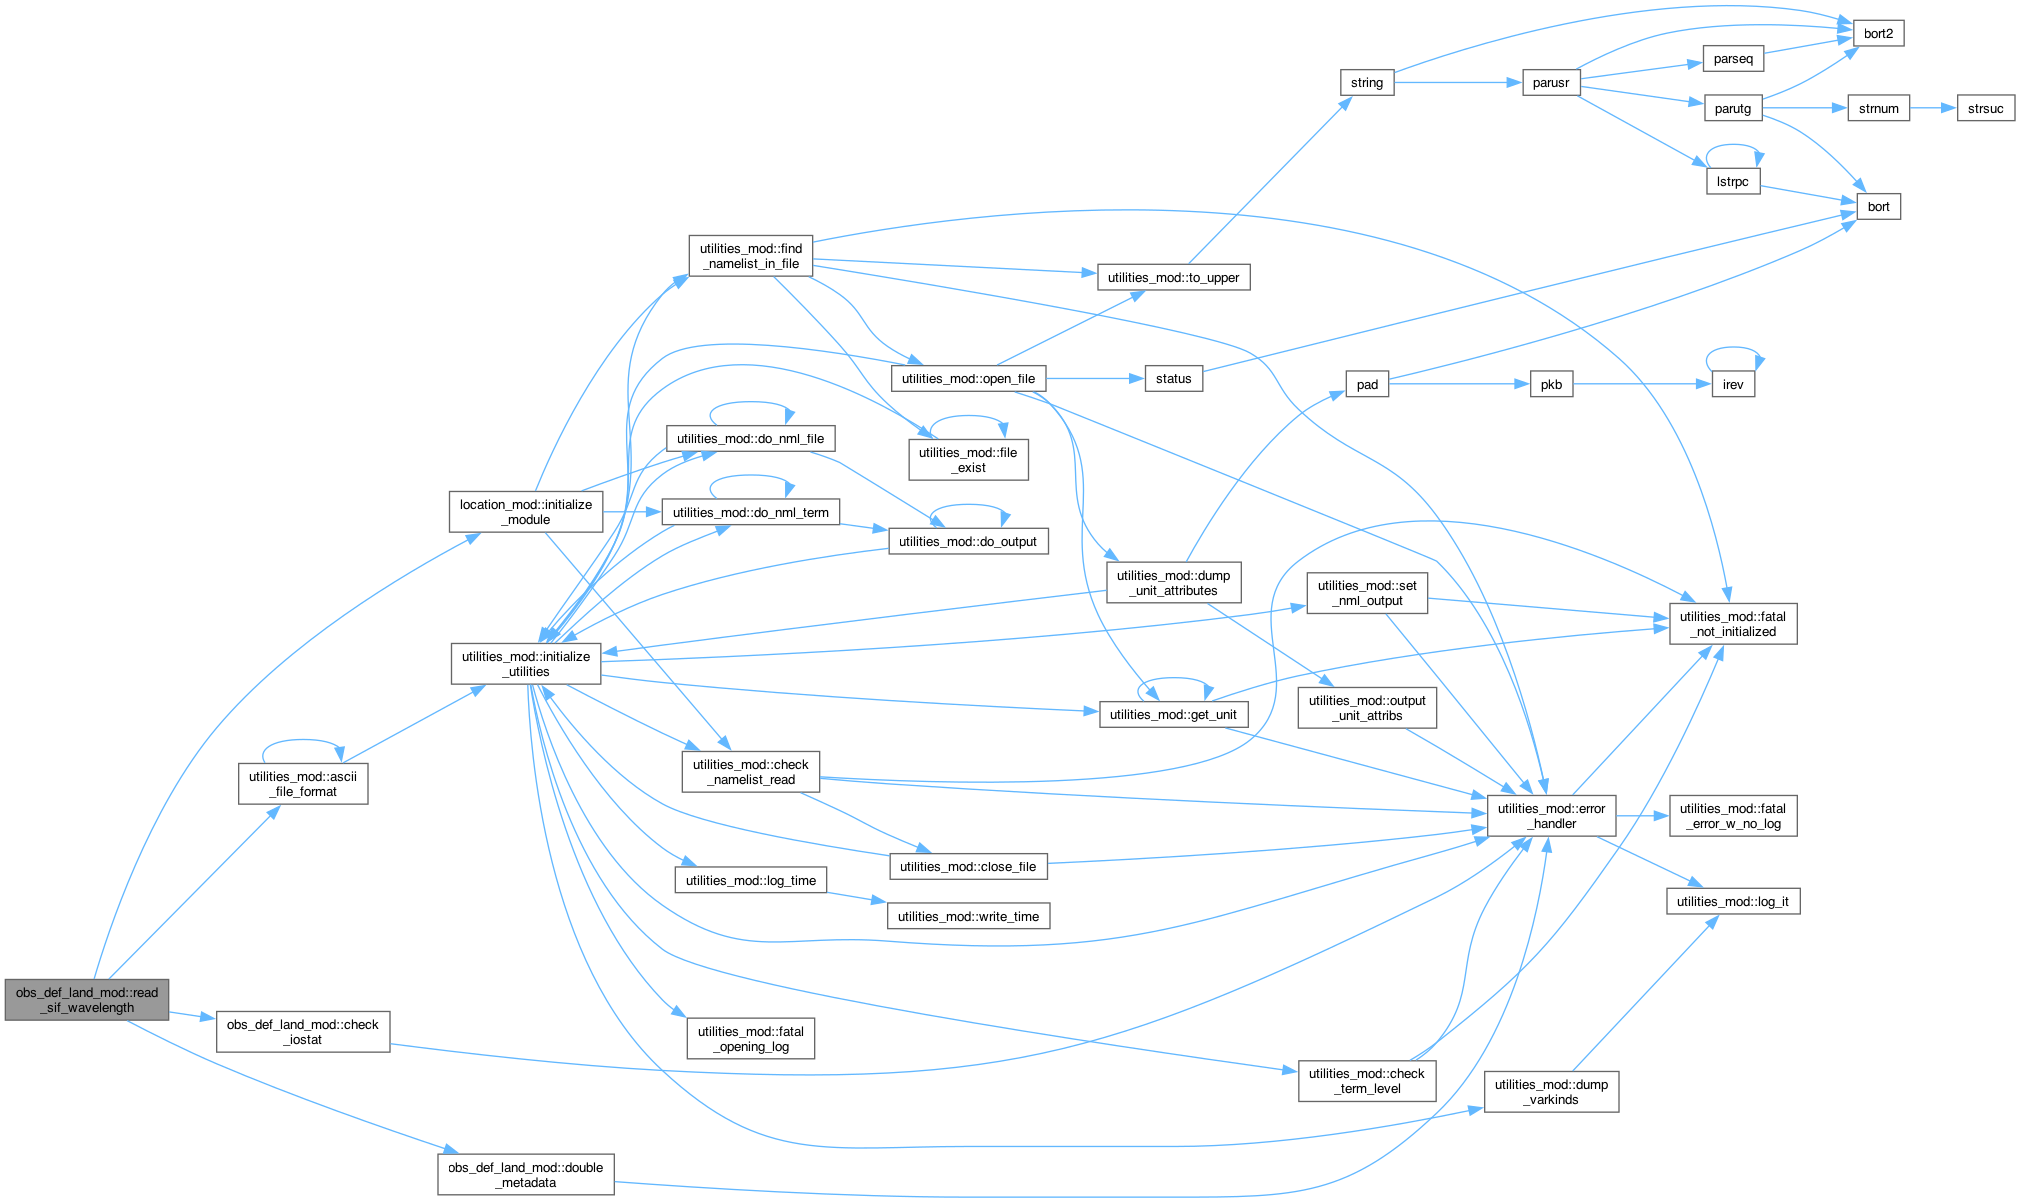 bort2
parseq
string
parusr
parutg
strnum
strsuc
lstrpc
bort
utilities_mod::find
_namelist_in_file
utilities_mod::to_upper
utilities_mod::open_file
status
pad
pkb
irev
utilities_mod::do_nml_file
utilities_mod::file
_exist
location_mod::initialize
_module
utilities_mod::do_nml_term
utilities_mod::do_output
utilities_mod::dump
_unit_attributes
utilities_mod::set
_nml_output
utilities_mod::fatal
_not_initialized
utilities_mod::initialize
_utilities
utilities_mod::get_unit
utilities_mod::output
_unit_attribs
utilities_mod::ascii
_file_format
utilities_mod::check
_namelist_read
utilities_mod::error
_handler
utilities_mod::fatal
_error_w_no_log
utilities_mod::close_file
utilities_mod::log_time
utilities_mod::write_time
utilities_mod::log_it
obs_def_land_mod::read
_sif_wavelength
obs_def_land_mod::check
_iostat
utilities_mod::fatal
_opening_log
utilities_mod::check
_term_level
utilities_mod::dump
_varkinds
obs_def_land_mod::double
_metadata